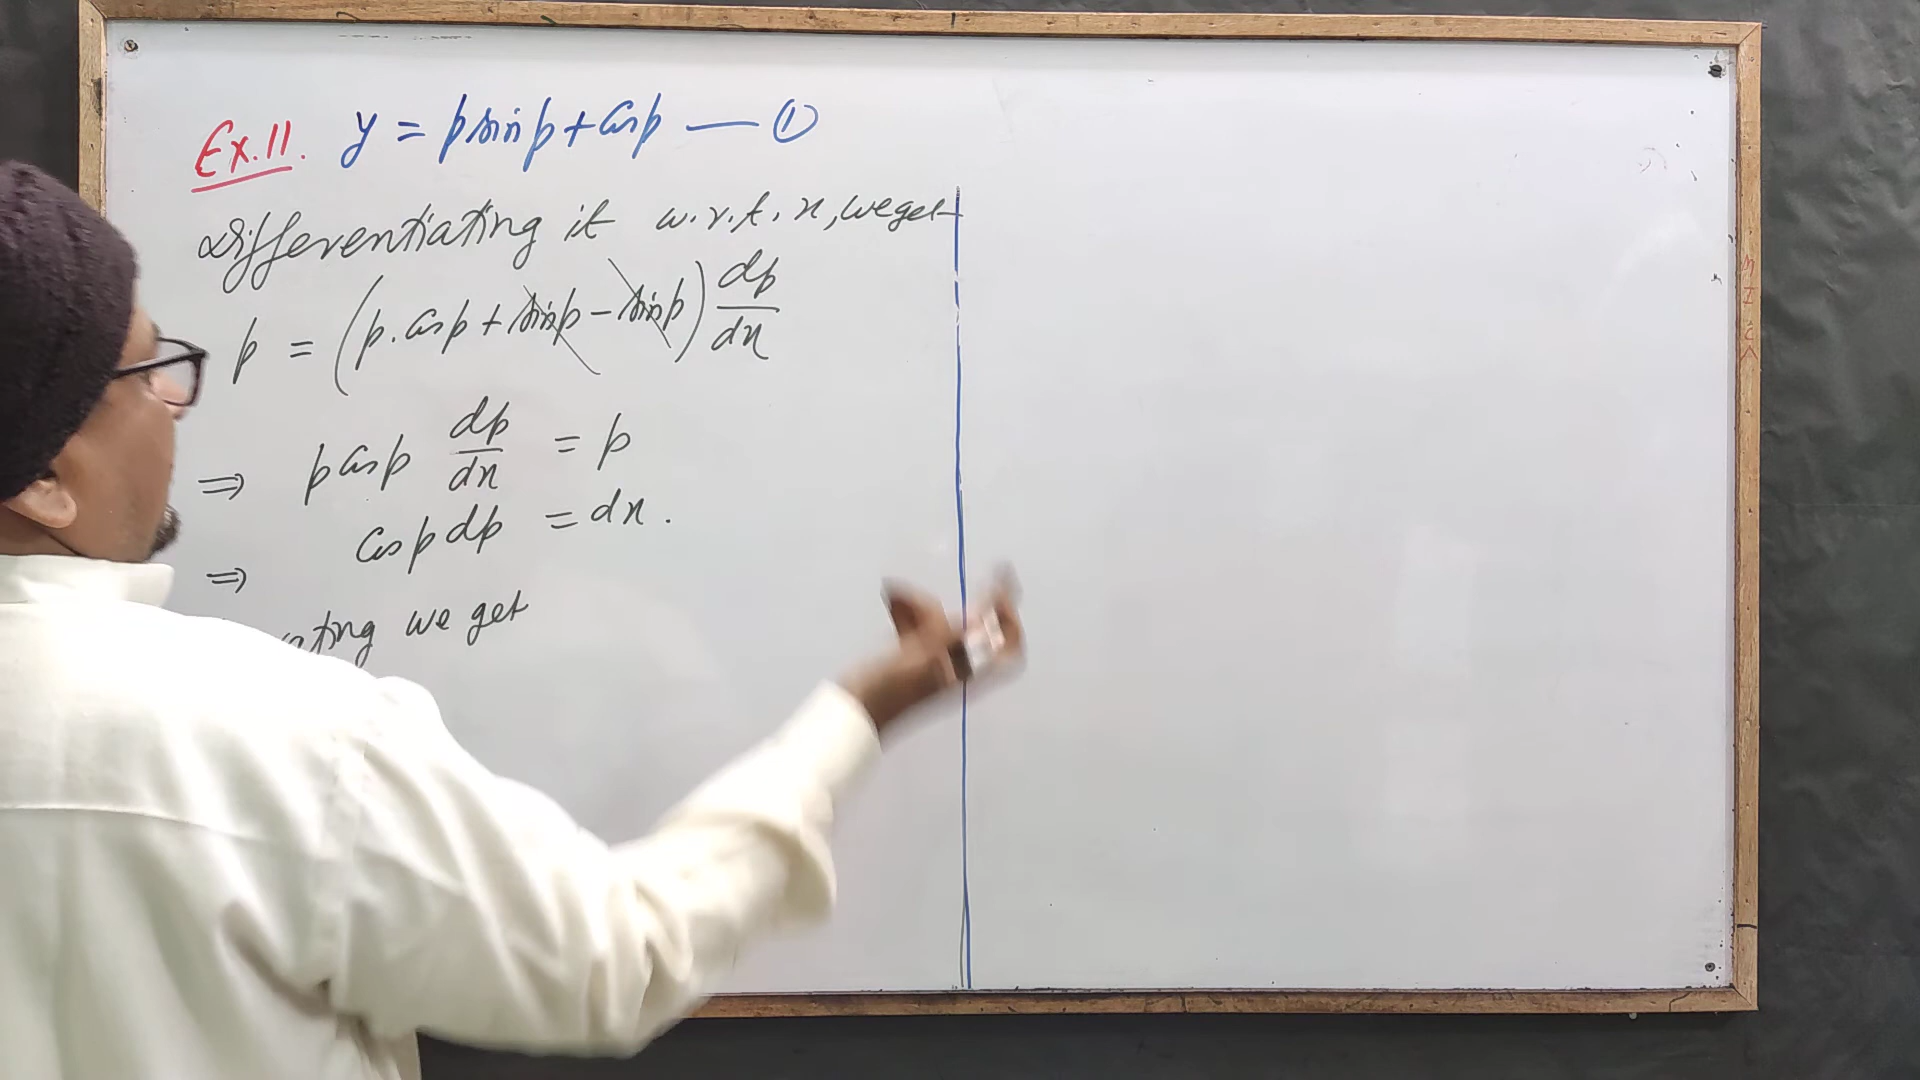 Ex.11. y = p sin p + cos p — ①
Differentiating it w.r.t. x, we get
p = (p. cos p + sin p - sin p) dp/dx
⇒ p cos p dp/dx = p
⇒ cos p dp = dx.
we get